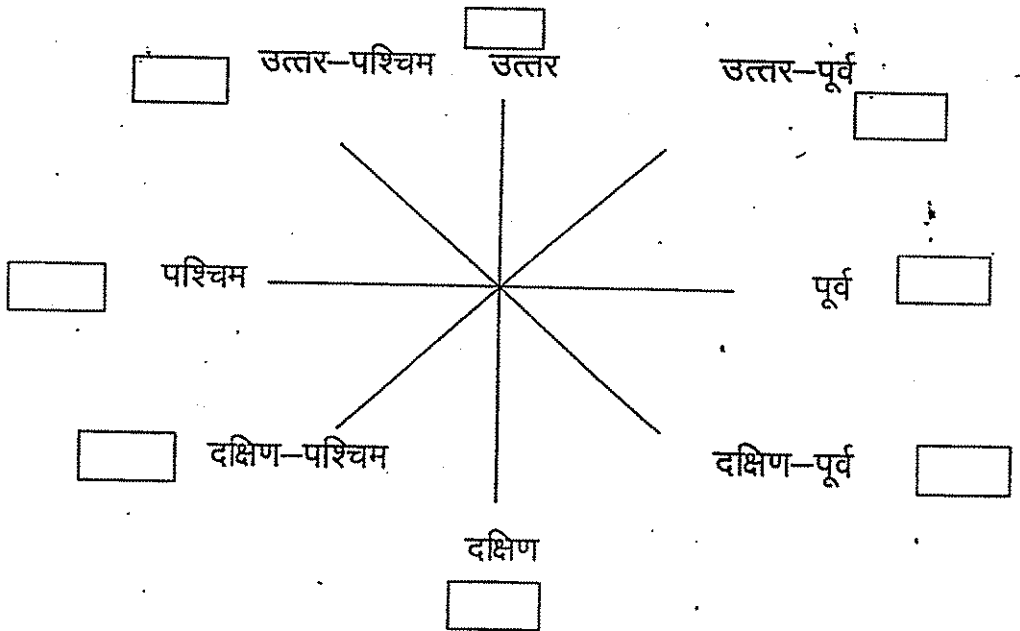 उत्तर–पश्चिम
उत्तर
उत्तर–पूर्व
पश्चिम
पूर्व
दक्षिण–पश्चिम
दक्षिण–पूर्व
दक्षिण